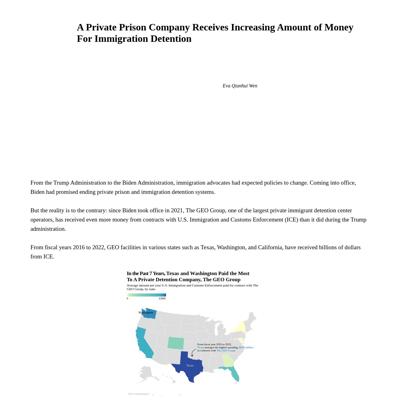 A Private Prison Company Receives Increasing Amount of Money
For Immigration Detention
Eva Qianhui Wen
From the Trump Administration to the Biden Administration, immigration advocates had expected policies to change. Coming into office,
Biden had promised ending private prison and immigration detention systems.
But the reality is to the contrary: since Biden took office in 2021, The GEO Group, one of the largest private immigrant detention center
operators, has received even more money from contracts with U.S. Immigration and Customs Enforcement (ICE) than it did during the Trump
administration.
From fiscal years 2016 to 2022, GEO facilities in various states such as Texas, Washington, and California, have received billions of dollars
from ICE.
In the Past 7 Years, Texas and Washington Paid the Most
To A Private Detention Company, The GEO Group
Average amount per year U.S. Immigration and Customs Enforcement paid for contract with The
GEO Group, by state
Texas